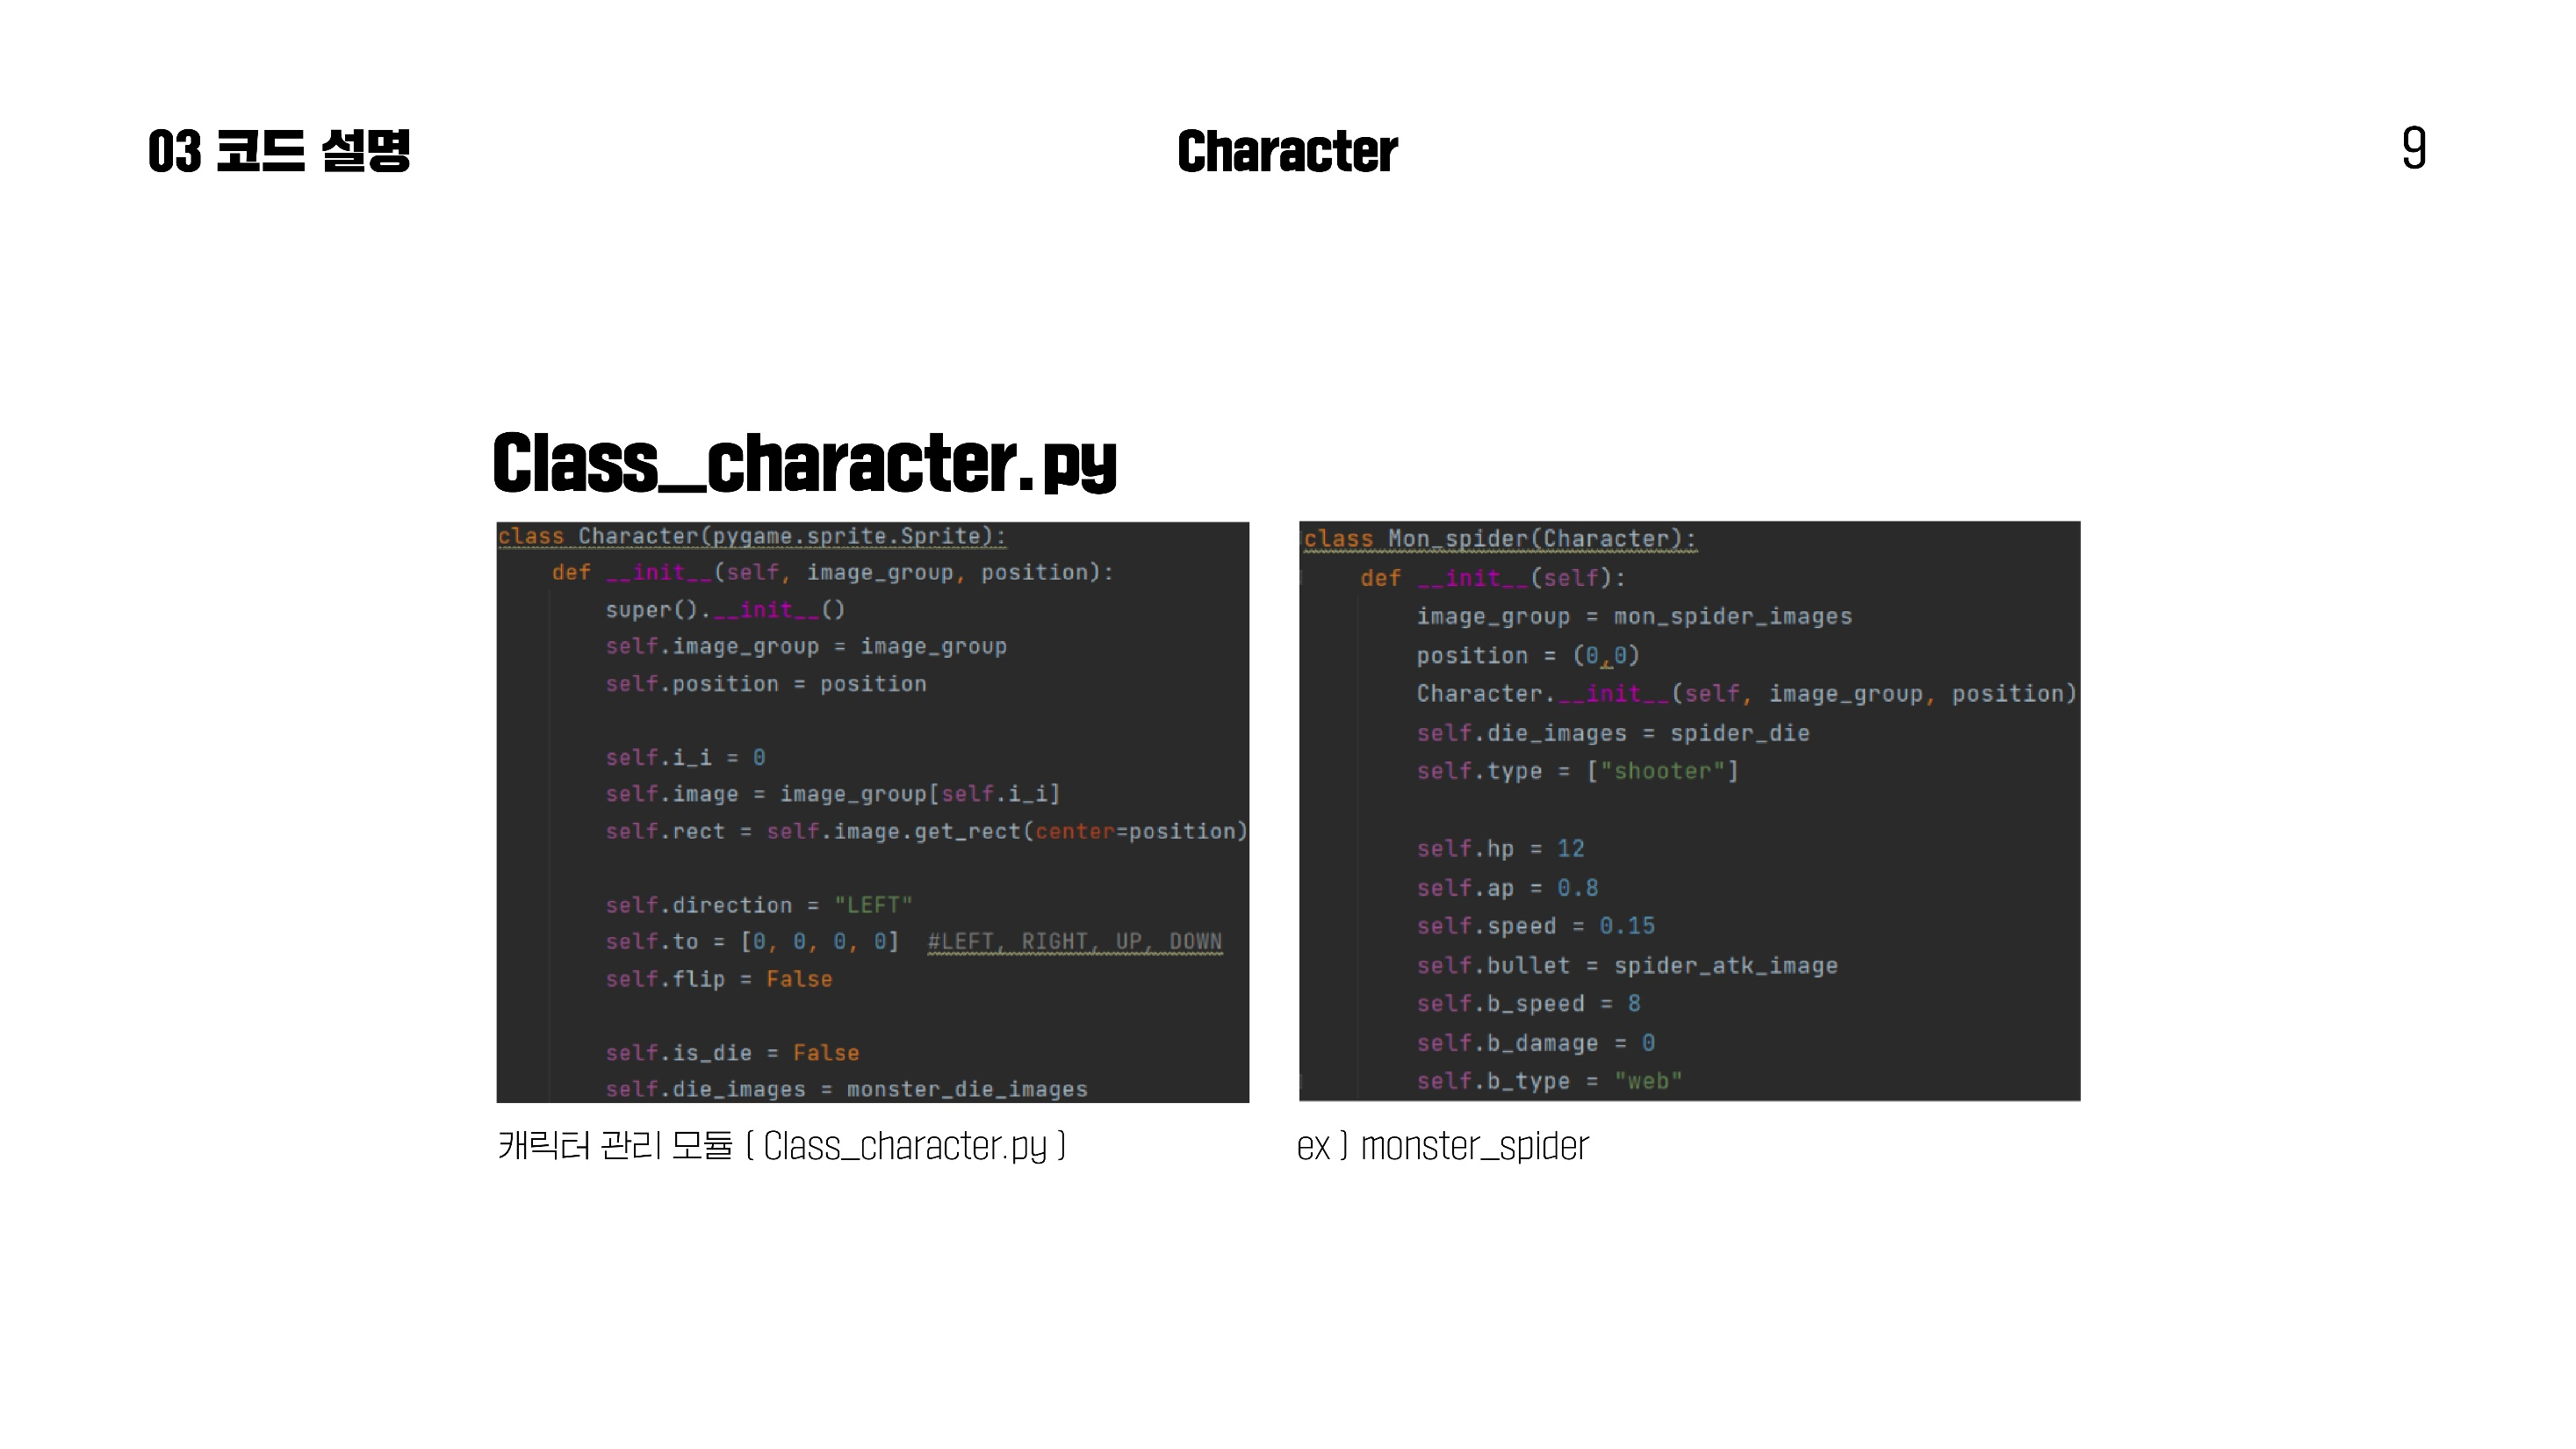 03 코드 설명
Character
9
Class_character.py
class Character(pygame.sprite.Sprite):
def __init__(self, image_group, position):
super().__init__()
self.image_group = image_group
self.position = position
self.i_i = 0
self.image = image_group[self.i_i]
self.rect = self.image.get_rect(center=position)
self.direction = "LEFT"
self.to = [0, 0, 0, 0]  #LEFT, RIGHT, UP, DOWN
self.flip = False
self.is_die = False
self.die_images = monster_die_images
캐릭터 관리 모듈 ( Class_character.py )
class Mon_spider(Character):
def __init__(self):
image_group = mon_spider_images
position = (0,0)
Character.__init__(self, image_group, position)
self.die_images = spider_die
self.type = ["shooter"]
self.hp = 12
self.ap = 0.8
self.speed = 0.15
self.bullet = spider_atk_image
self.b_speed = 8
self.b_damage = 0
self.b_type = "web"
ex ) monster_spider